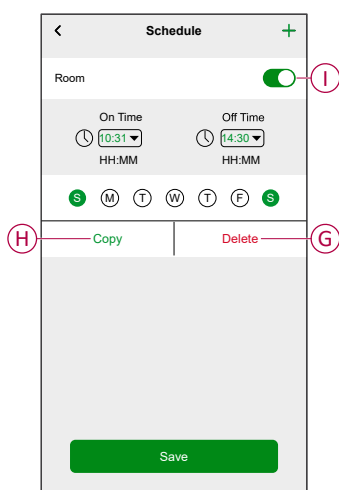 Schedule
Room
I
On Time Off Time
10:31 14:30
HH:MM HH:MM
S M T W T F S
H Copy Delete G
Save